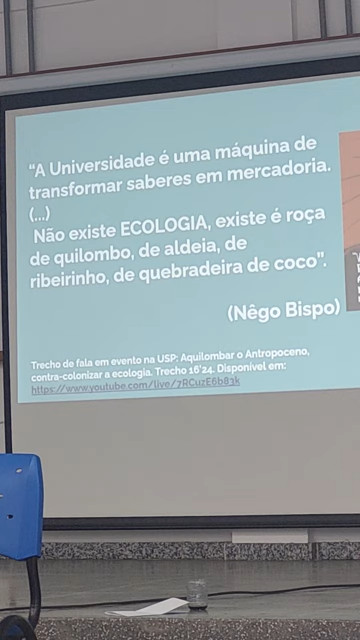 “A Universidade é uma máquina de
transformar saberes em mercadoria.
(...)
Não existe ECOLOGIA, existe é roça
de quilombo, de aldeia, de
ribeirinho, de quebradeira de coco”.
(Nêgo Bispo)
Trecho de fala em evento na USP: Aquilombar o Antropoceno,
contra-colonizar a ecologia. Trecho 16'24. Disponível em:
https://www.youtube.com/live/7RCuzE6b83k